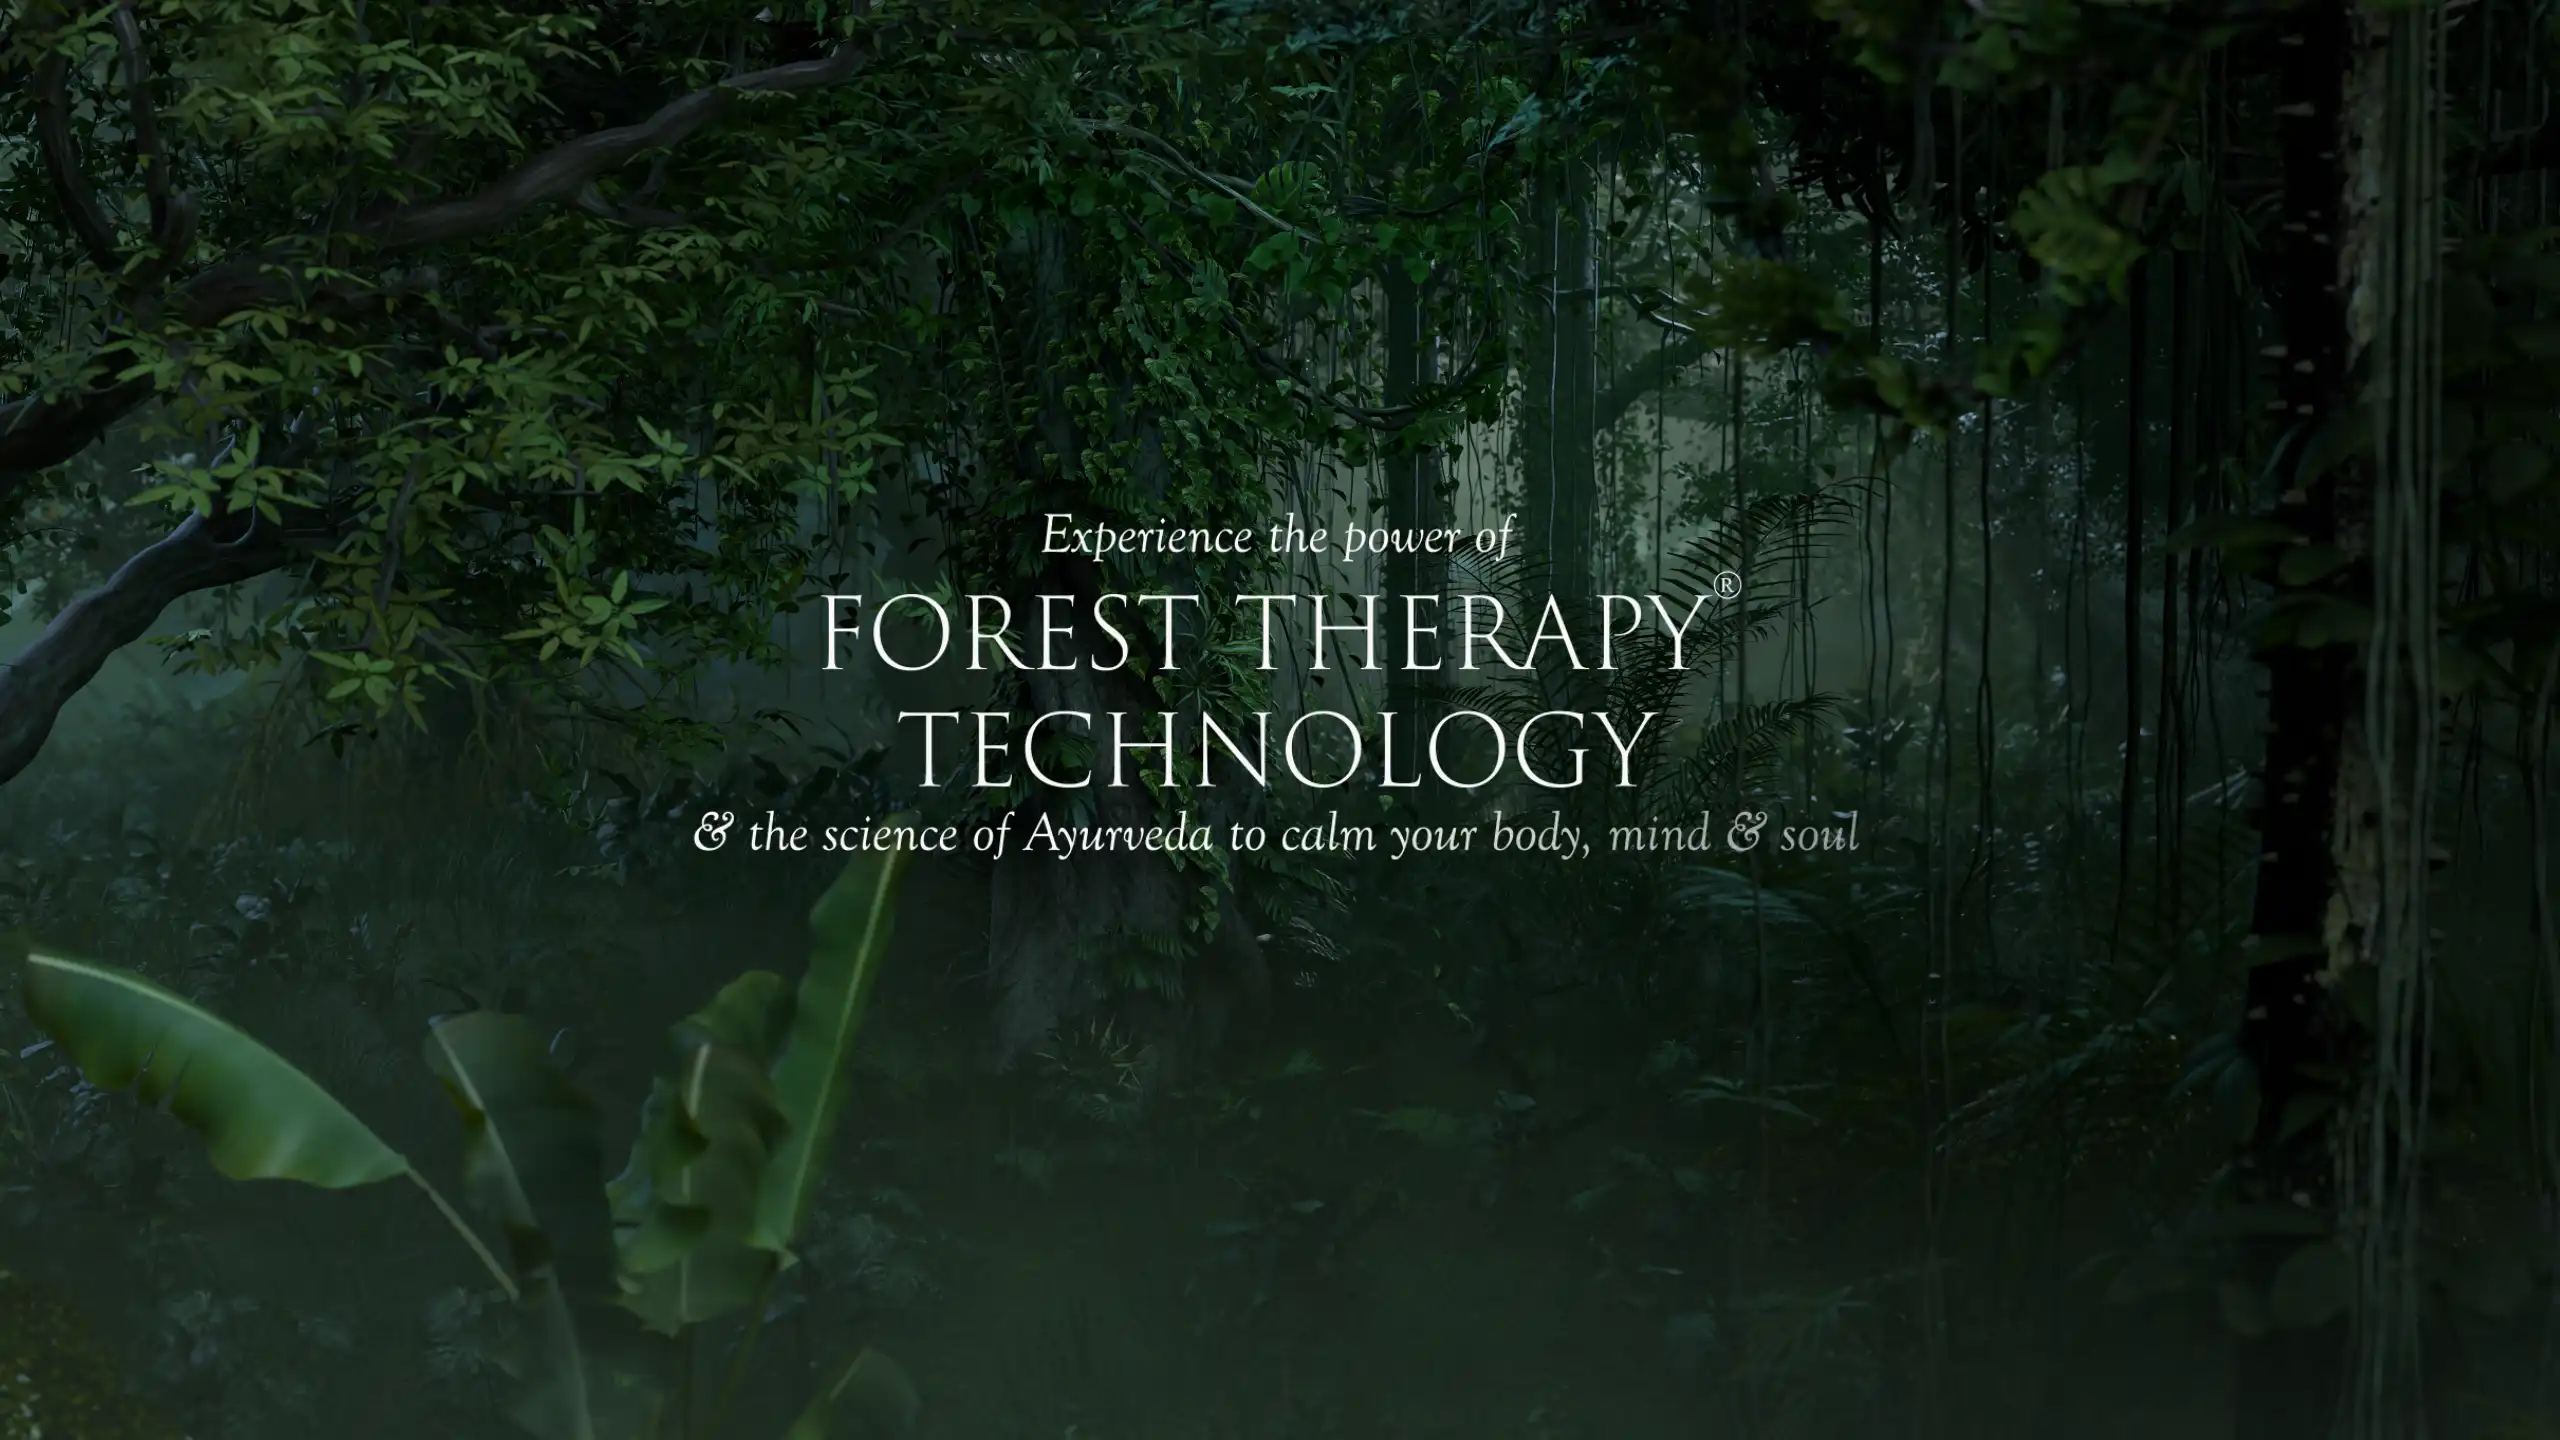 Experience the power of
FOREST THERAPY®
TECHNOLOGY
& the science of Ayurveda to calm your body, mind & soul